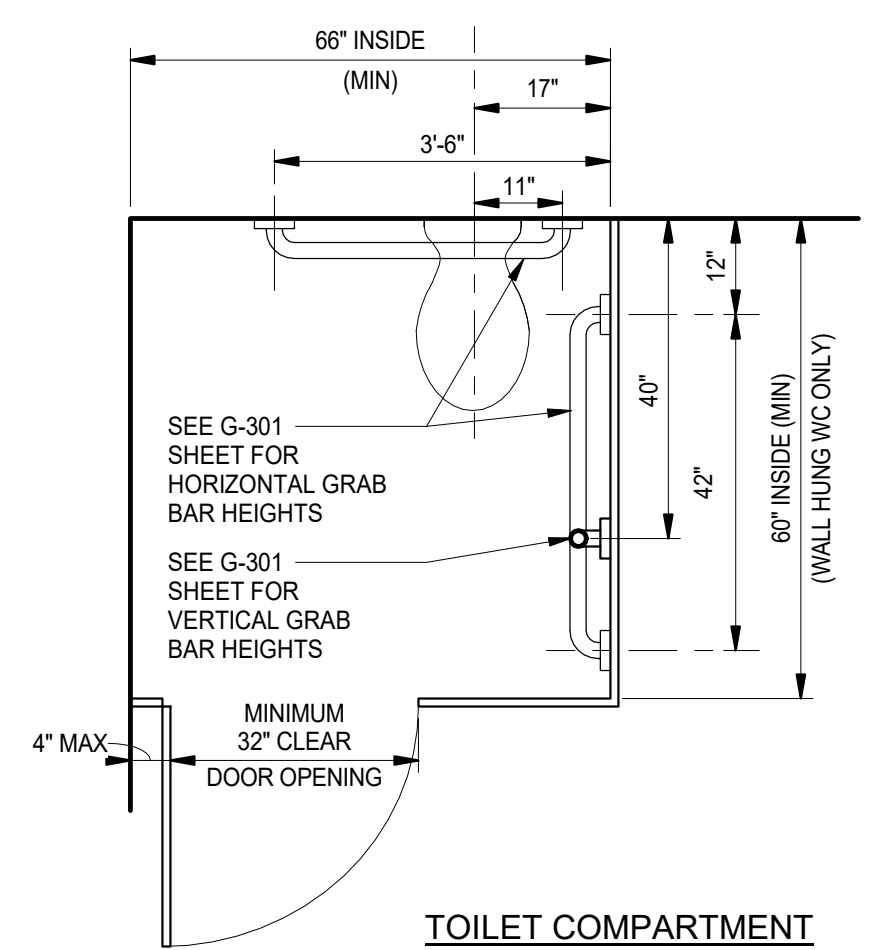 66" INSIDE
(MIN)
17"
3'-6"
11"
12"
40"
42"
60" INSIDE (MIN)
(WALL HUNG WC ONLY)
SEE G-301
SHEET FOR
HORIZONTAL GRAB
BAR HEIGHTS
SEE G-301
SHEET FOR
VERTICAL GRAB
BAR HEIGHTS
4" MAX
MINIMUM
32" CLEAR
DOOR OPENING
TOILET COMPARTMENT